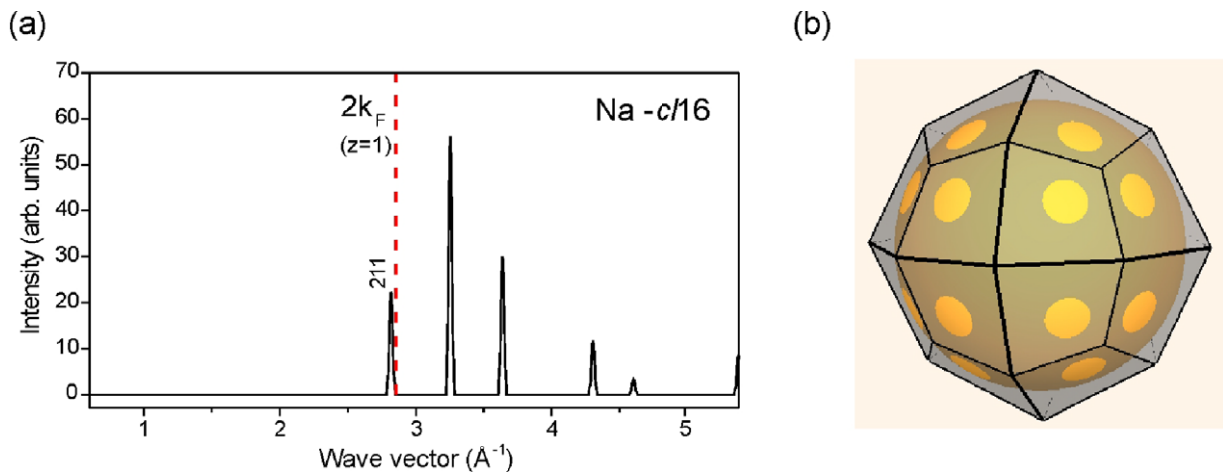 (a)
(b)
70
60
50
40
30
20
10
0
Intensity (arb. units)
2k_F
(z=1)
Na -cI16
211
1
2
3
4
5
Wave vector (Å⁻¹)